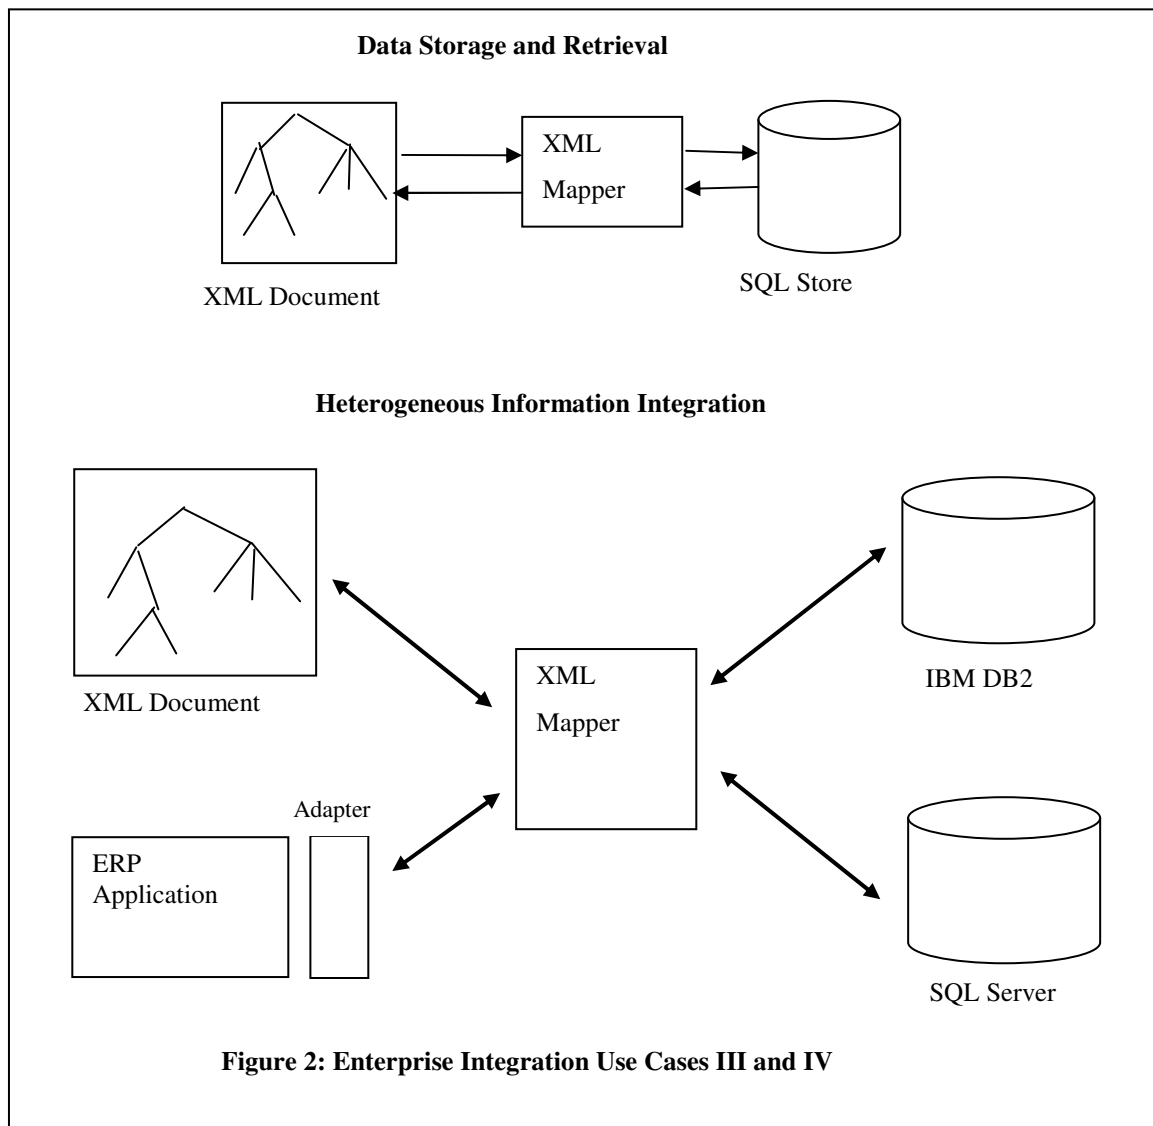 Data Storage and Retrieval
XML
Mapper
XML Document
SQL Store
Heterogeneous Information Integration
XML Document
XML
Mapper
IBM DB2
Adapter
ERP
Application
SQL Server
Figure 2: Enterprise Integration Use Cases III and IV